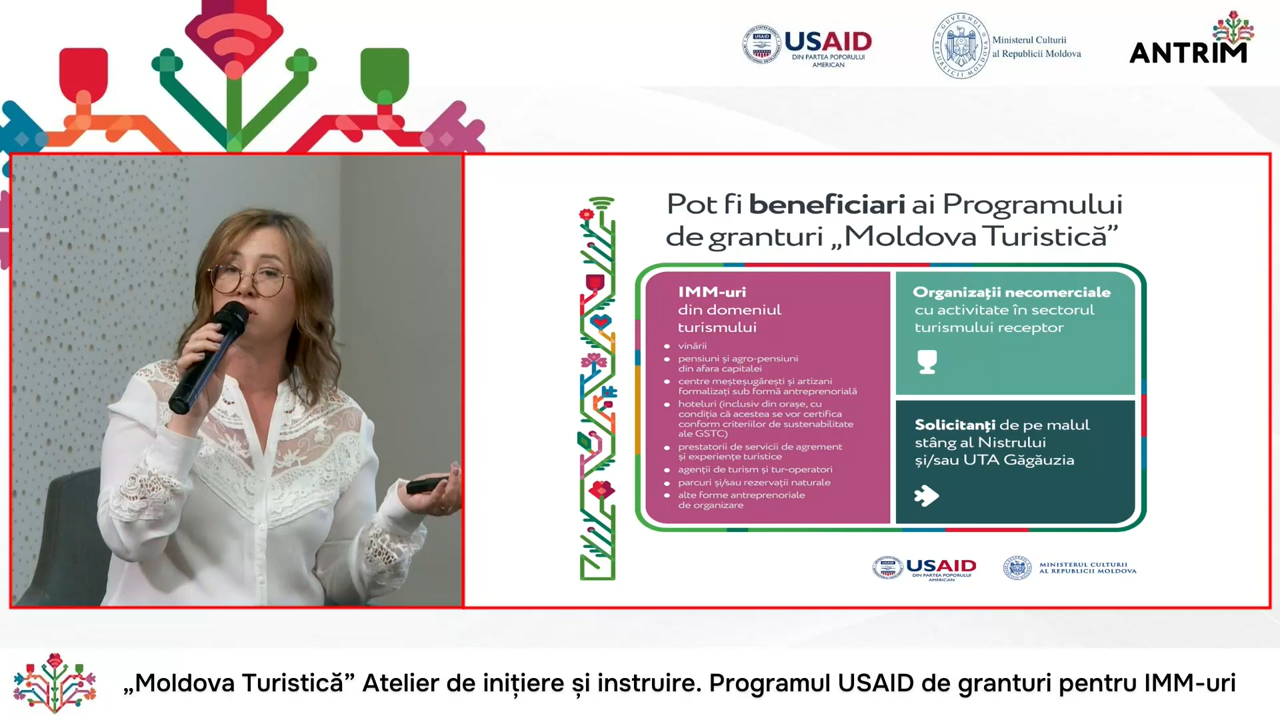 USAID
DIN PARTEA POPORULUI
AMERICAN
Ministerul Culturii
al Republicii Moldova
ANTRIM
Pot fi beneficiari ai Programului
de granturi „Moldova Turistică”
IMM-uri
din domeniul
turismului
• vinării
• pensiuni și agro-pensiuni
din afara capitalei
• centre meșteșugărești și artizani
formalizați sub formă antreprenorială
• hoteluri (inclusiv din orașe, cu
condiția că acestea se vor certifica
conform criteriilor de sustenabilitate
ale GSTC)
• prestatorii de servicii de agrement
și experiențe turistice
• agenții de turism și tur-operatori
• parcuri și/sau rezervații naturale
• alte forme antreprenoriale
de organizare
Organizații necomerciale
cu activitate în sectorul
turismului receptor
Solicitanți de pe malul
stâng al Nistrului
și/sau UTA Găgăuzia
USAID
DIN PARTEA POPORULUI
AMERICAN
MINISTERUL CULTURII
AL REPUBLICII MOLDOVA
„Moldova Turistică” Atelier de inițiere și instruire. Programul USAID de granturi pentru IMM-uri